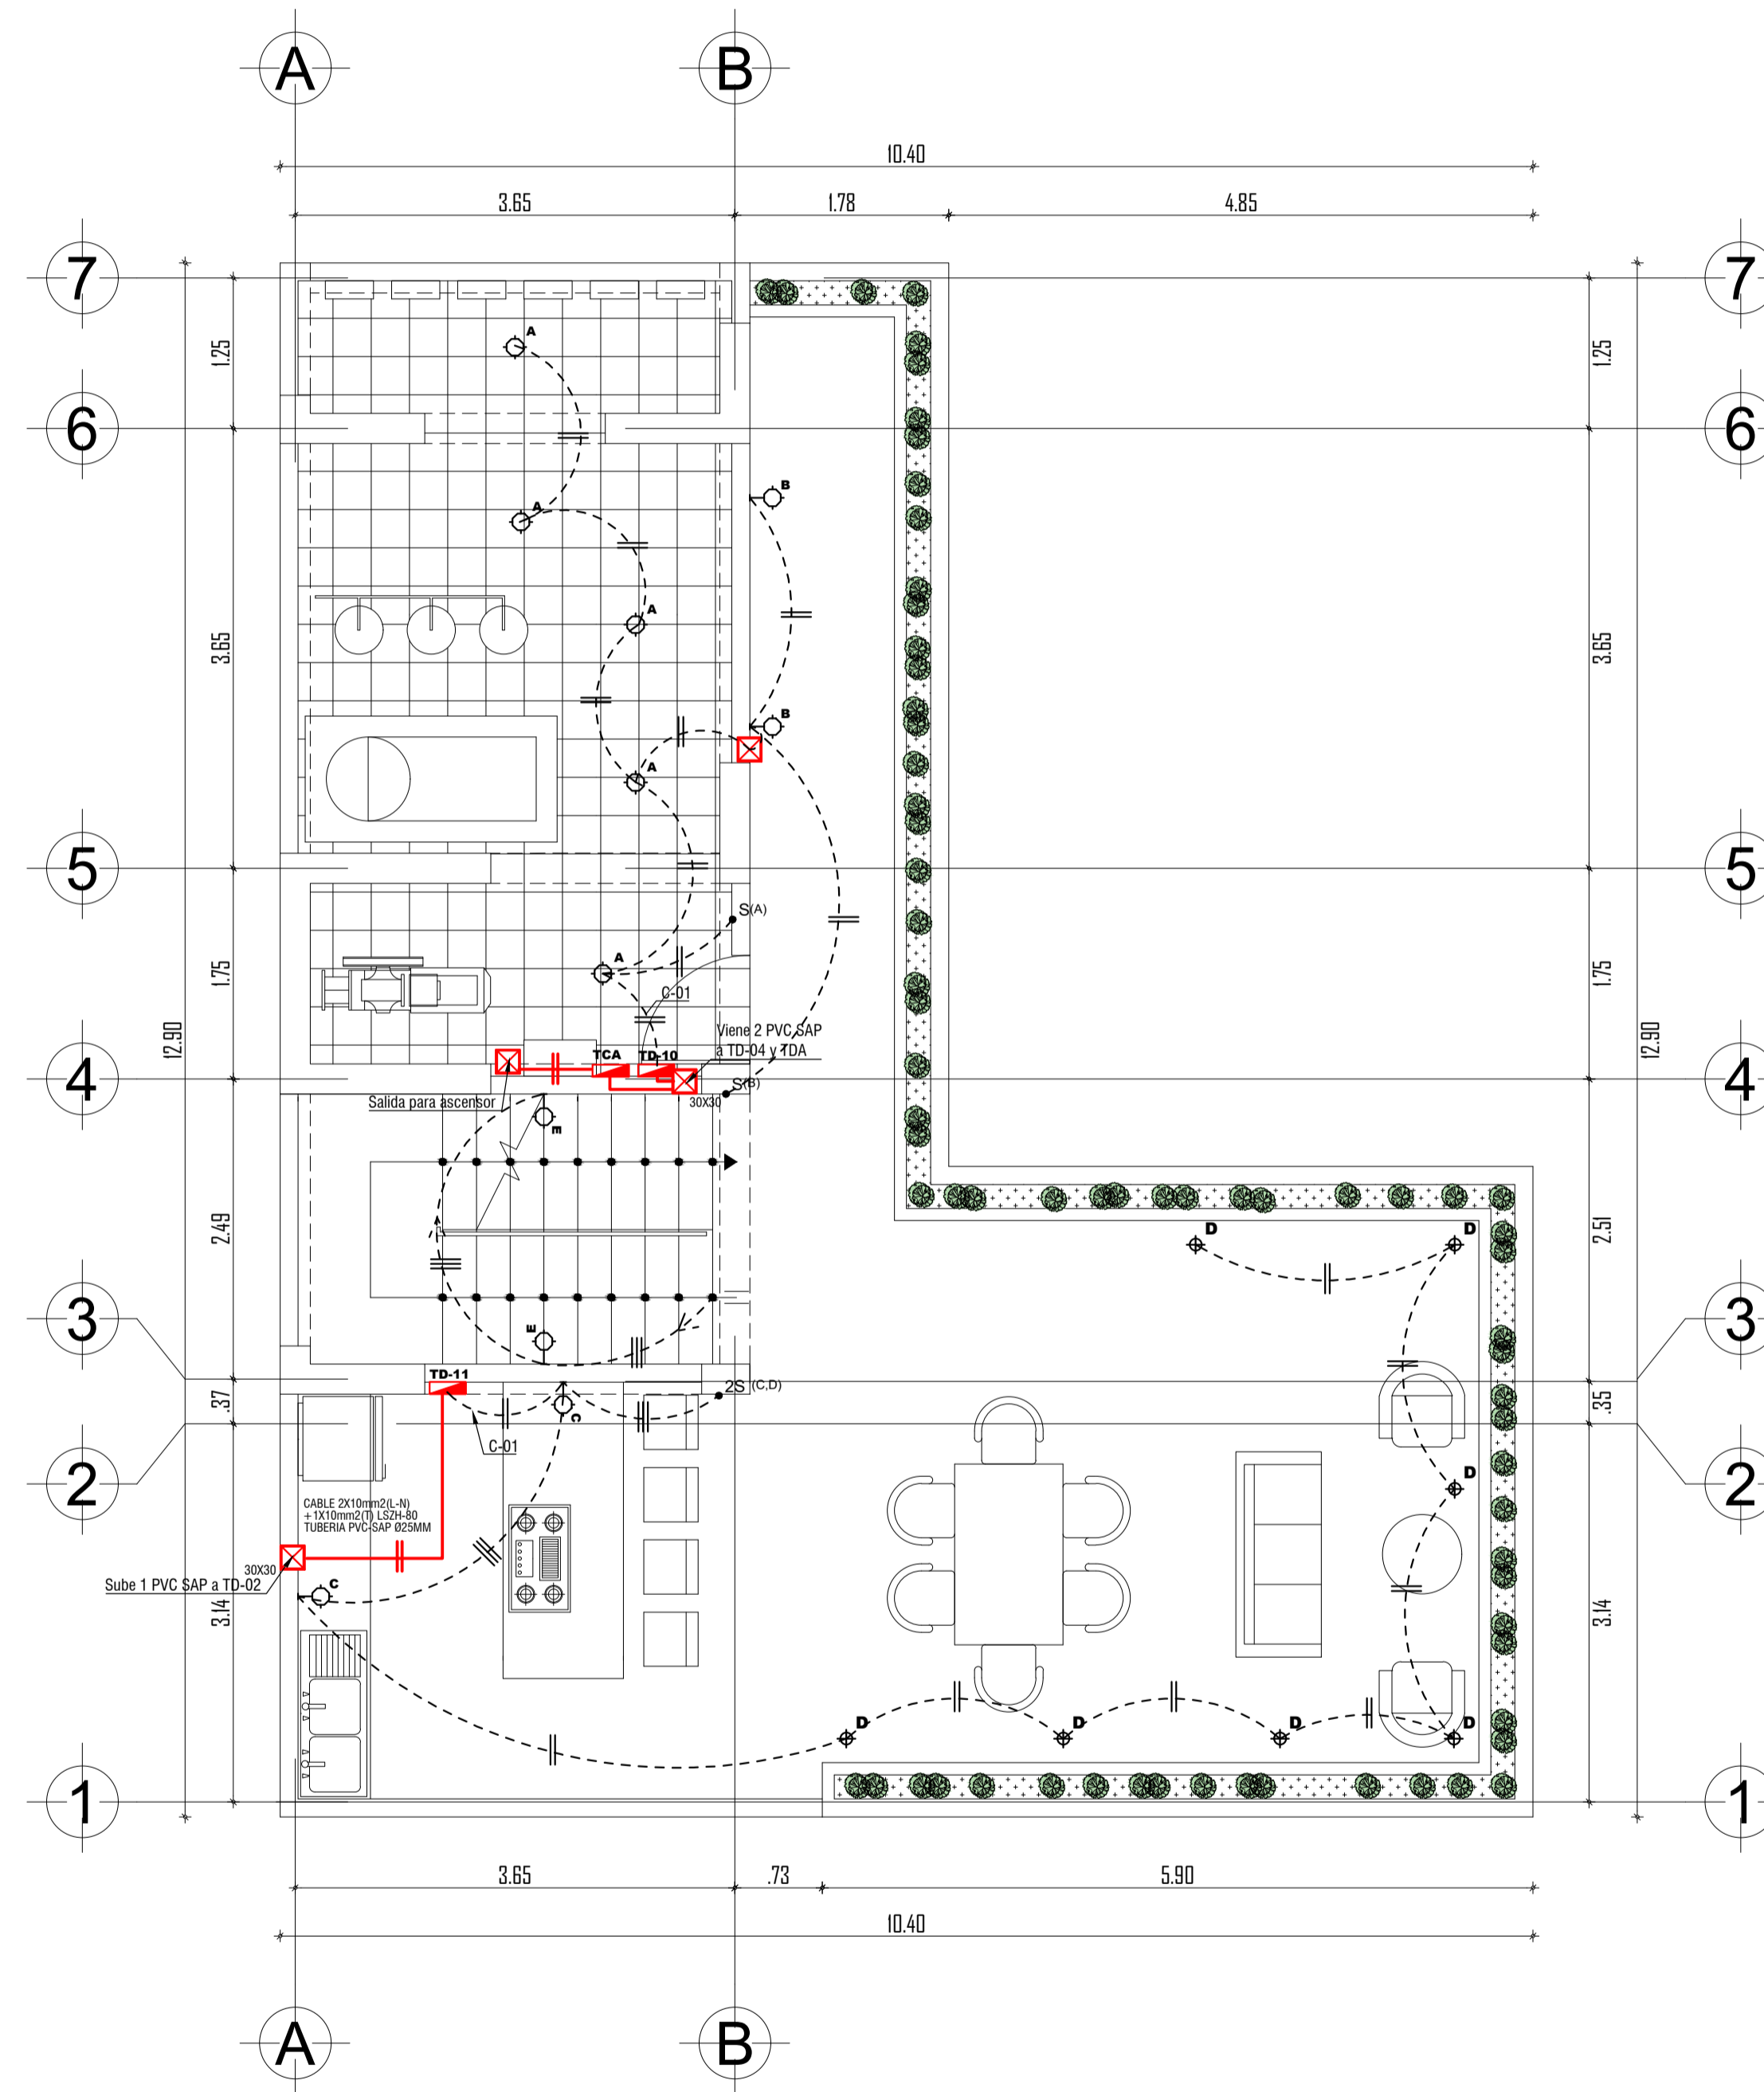 A
B
10.40
3.65
1.78
4.85
7
7
1.25
1.25
A
6
6
B
A
A
3.65
3.65
B
A
5
5
S(A)
A
1.75
1.75
C-01
12.90
12.90
Viene 2 PVC SAP
a TD-04 y TDA
TCA
TD-10
4
4
S(B)
30X30
Salida para ascensor
E
2.49
2.51
D
D
3
3
E
TD-11
2S (C,D)
.37
.35
C
C-01
2
2
D
CABLE 2X10mm2(L-N)
+1X10mm2(T) LSZH-80
TUBERIA PVC-SAP Ø25MM
30X30
Sube 1 PVC SAP a TD-02
C
3.14
3.14
D
D
D
D
1
1
3.65
.73
5.90
10.40
A
B